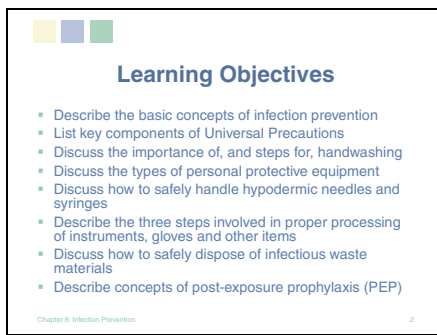 Learning Objectives
▪ Describe the basic concepts of infection prevention
▪ List key components of Universal Precautions
▪ Discuss the importance of, and steps for, handwashing
▪ Discuss the types of personal protective equipment
▪ Discuss how to safely handle hypodermic needles and
syringes
▪ Describe the three steps involved in proper processing
of instruments, gloves and other items
▪ Discuss how to safely dispose of infectious waste
materials
▪ Describe concepts of post-exposure prophylaxis (PEP)
Chapter 8: Infection Prevention 2